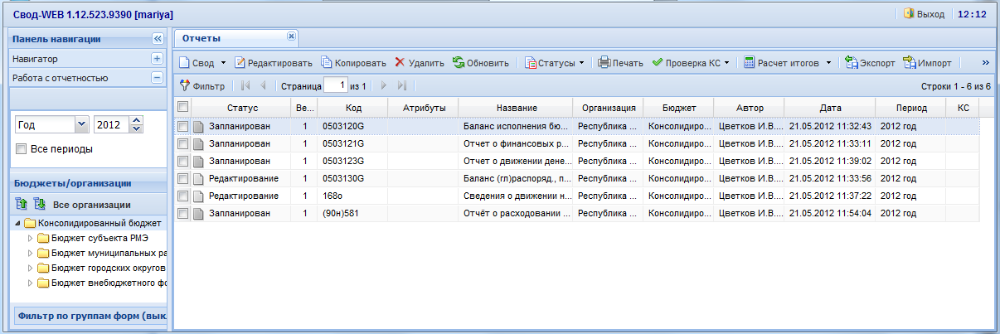 Свод-WEB 1.12.523.9390 [mariya] Выход 12:12
Панель навигации
Навигатор
Работа с отчетностью
Год 2012
Все периоды
Бюджеты/организации
Все организации
Консолидированный бюджет
Бюджет субъекта РМЭ
Бюджет муниципальных ра
Бюджет городских округов
Бюджет внебюджетного фо
Фильтр по группам форм (выкл
Отчеты
Свод Редактировать Копировать Удалить Обновить Статусы Печать Проверка КС Расчет итогов Экспорт Импорт »
Фильтр Страница 1 из 1 Строки 1 - 6 из 6
Статус Ве... Код Атрибуты Название Организация Бюджет Автор Дата Период КС
Запланирован 1 0503120G Баланс исполнения бю... Республика ... Консолидиро... Цветков И.В.... 21.05.2012 11:32:43 2012 год
Запланирован 1 0503121G Отчет о финансовых р... Республика ... Консолидиро... Цветков И.В.... 21.05.2012 11:33:11 2012 год
Запланирован 1 0503123G Отчет о движении дене... Республика ... Консолидиро... Цветков И.В.... 21.05.2012 11:39:02 2012 год
Редактирование 1 0503130G Баланс (гл)распоряд., п... Республика ... Консолидиро... Цветков И.В.... 21.05.2012 11:33:56 2012 год
Редактирование 1 168о Сведения о движении н... Республика ... Консолидиро... Цветков И.В.... 21.05.2012 11:37:22 2012 год
Запланирован 1 (90н)581 Отчёт о расходовании ... Республика ... Консолидиро... Цветков И.В.... 21.05.2012 11:54:04 2012 год